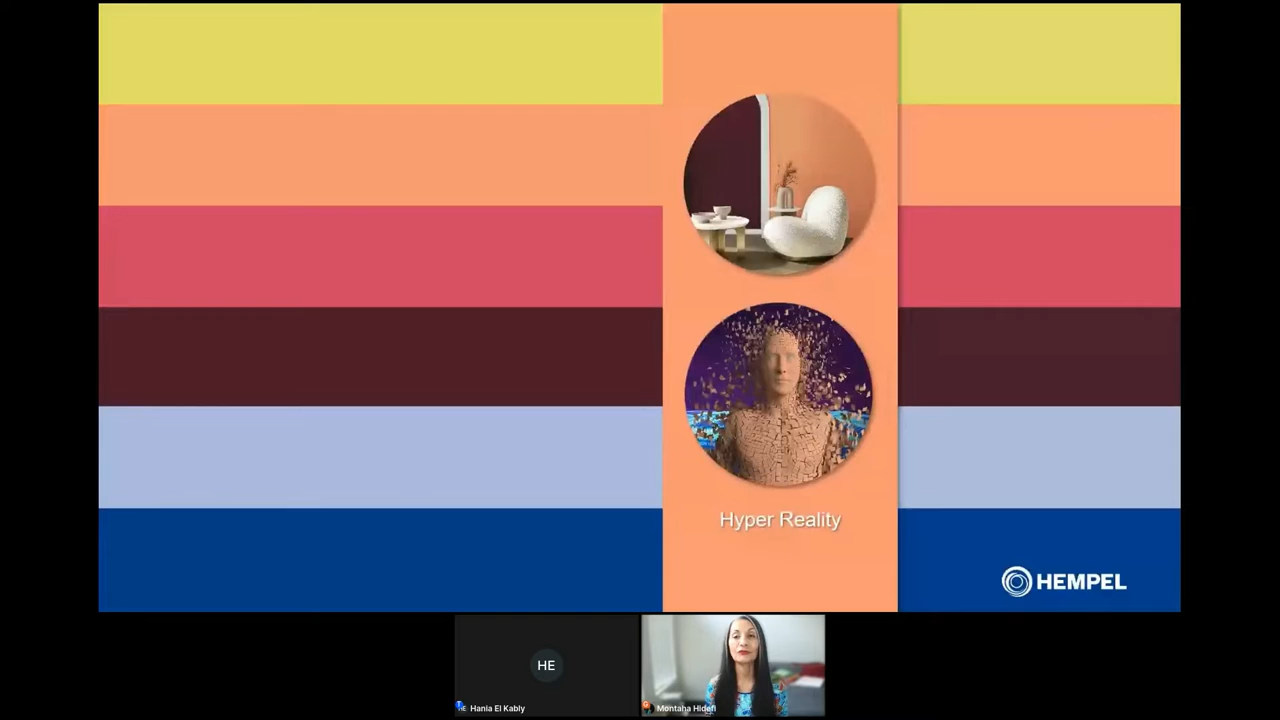 Hyper Reality
HEMPEL
HE
Hania El Kably
Montaha Hidefi